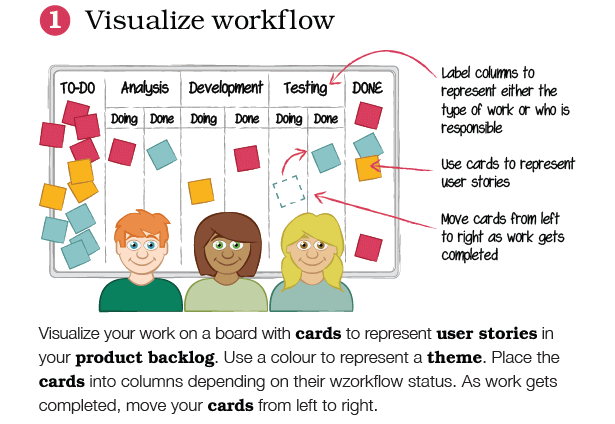 1 Visualize workflow
TO-DO Analysis Development Testing DONE
Doing Done Doing Done Doing Done
Label columns to
represent either the
type of work or who is
responsible
Use cards to represent
user stories
Move cards from left
to right as work gets
completed
Visualize your work on a board with cards to represent user stories in
your product backlog. Use a colour to represent a theme. Place the
cards into columns depending on their wzorkflow status. As work gets
completed, move your cards from left to right.